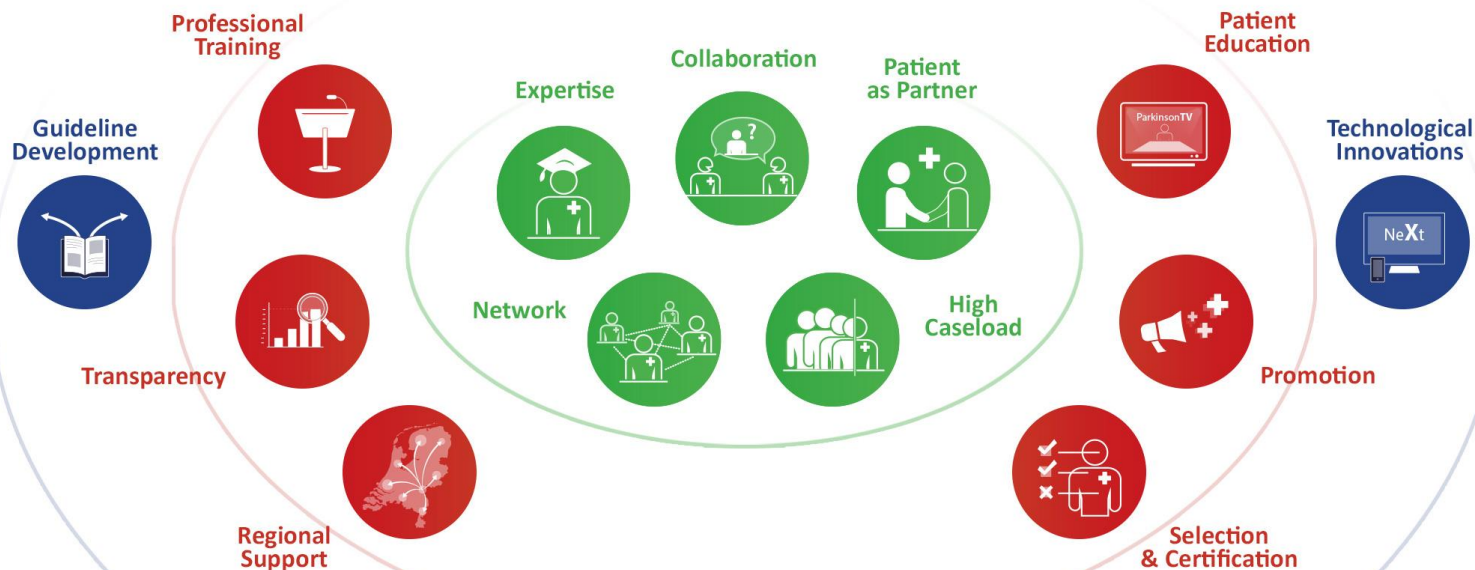 Professional
Training
Collaboration
Patient
Education
Expertise
Patient
as Partner
Guideline
Development
?
ParkinsonTV
Technological
Innovations
NeXt
Network
High
Caseload
Transparency
Promotion
Regional
Support
Selection
& Certification